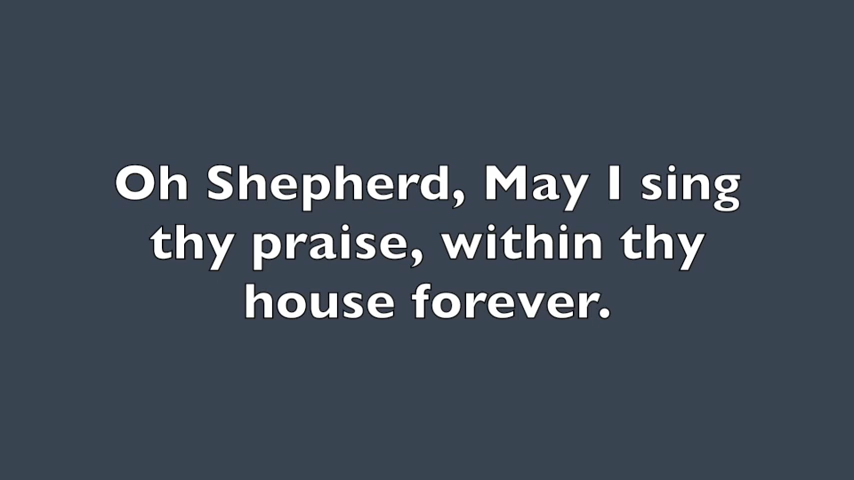 Oh Shepherd, May I sing
thy praise, within thy
house forever.